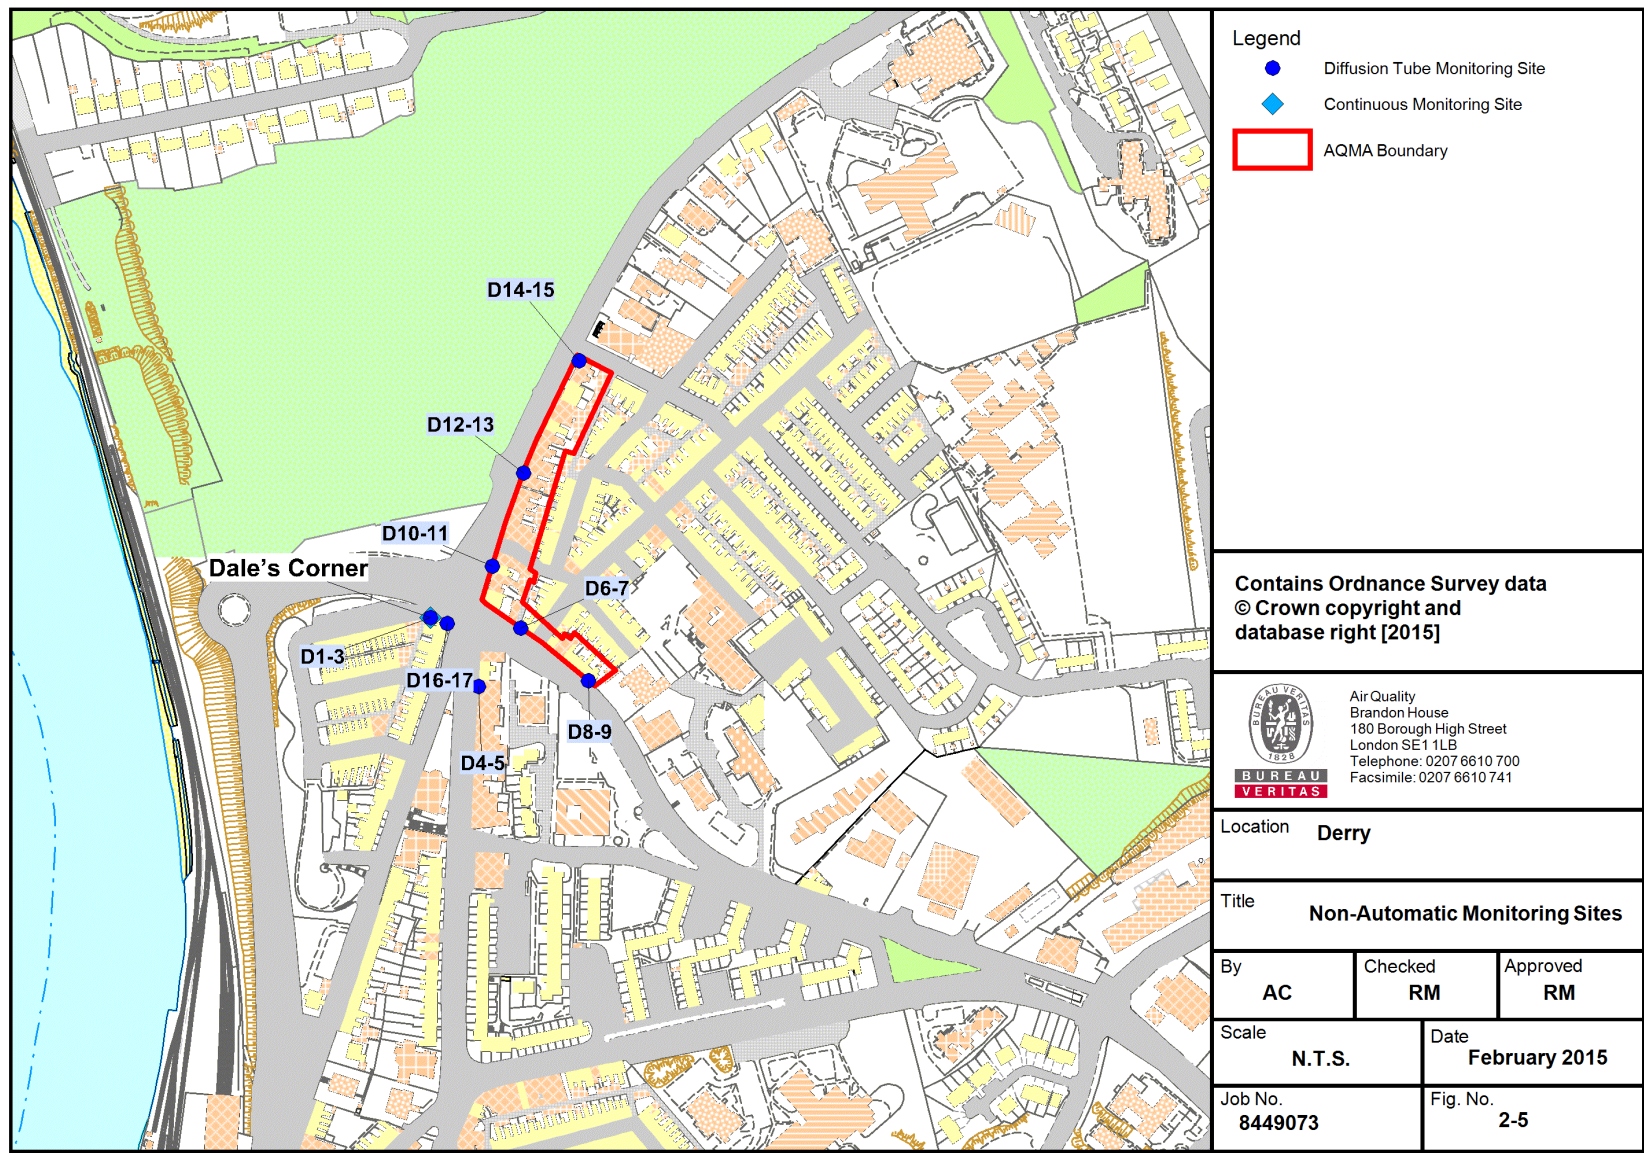 D14-15
D12-13
D10-11
Dale's Corner
D6-7
D1-3
D16-17
D8-9
D4-5
Legend
Diffusion Tube Monitoring Site
Continuous Monitoring Site
AQMA Boundary
Contains Ordnance Survey data
© Crown copyright and
database right [2015]
BUREAU VERITAS
1828
BUREAU
VERITAS
Air Quality
Brandon House
180 Borough High Street
London SE1 1LB
Telephone: 0207 6610 700
Facsimile: 0207 6610 741
Location Derry
Title Non-Automatic Monitoring Sites
By AC
Checked RM
Approved RM
Scale N.T.S.
Date February 2015
Job No. 8449073
Fig. No. 2-5